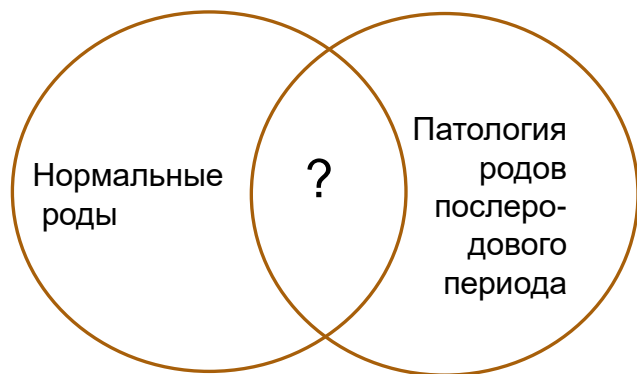 Нормальные
роды
?
Патология
родов
послеро-
дового
периода